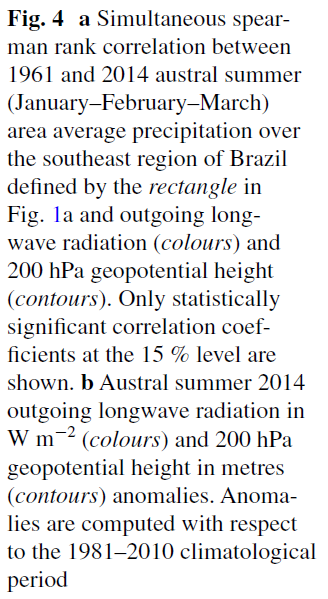 Fig. 4 a Simultaneous spear-
man rank correlation between
1961 and 2014 austral summer
(January–February–March)
area average precipitation over
the southeast region of Brazil
defined by the rectangle in
Fig. 1a and outgoing long-
wave radiation (colours) and
200 hPa geopotential height
(contours). Only statistically
significant correlation coef-
ficients at the 15 % level are
shown. b Austral summer 2014
outgoing longwave radiation in
W m−2 (colours) and 200 hPa
geopotential height in metres
(contours) anomalies. Anoma-
lies are computed with respect
to the 1981–2010 climatological
period